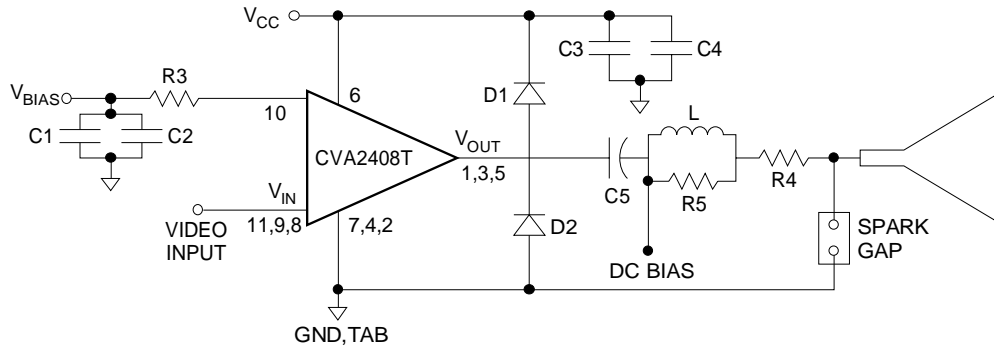 VCC
C3
C4
R3
VBIAS
6
D1
10
C1
C2
L
CVA2408T
VOUT
1,3,5
VIN
R4
C5
R5
11,9,8
7,4,2
D2
VIDEO
INPUT
SPARK
GAP
DC BIAS
GND,TAB